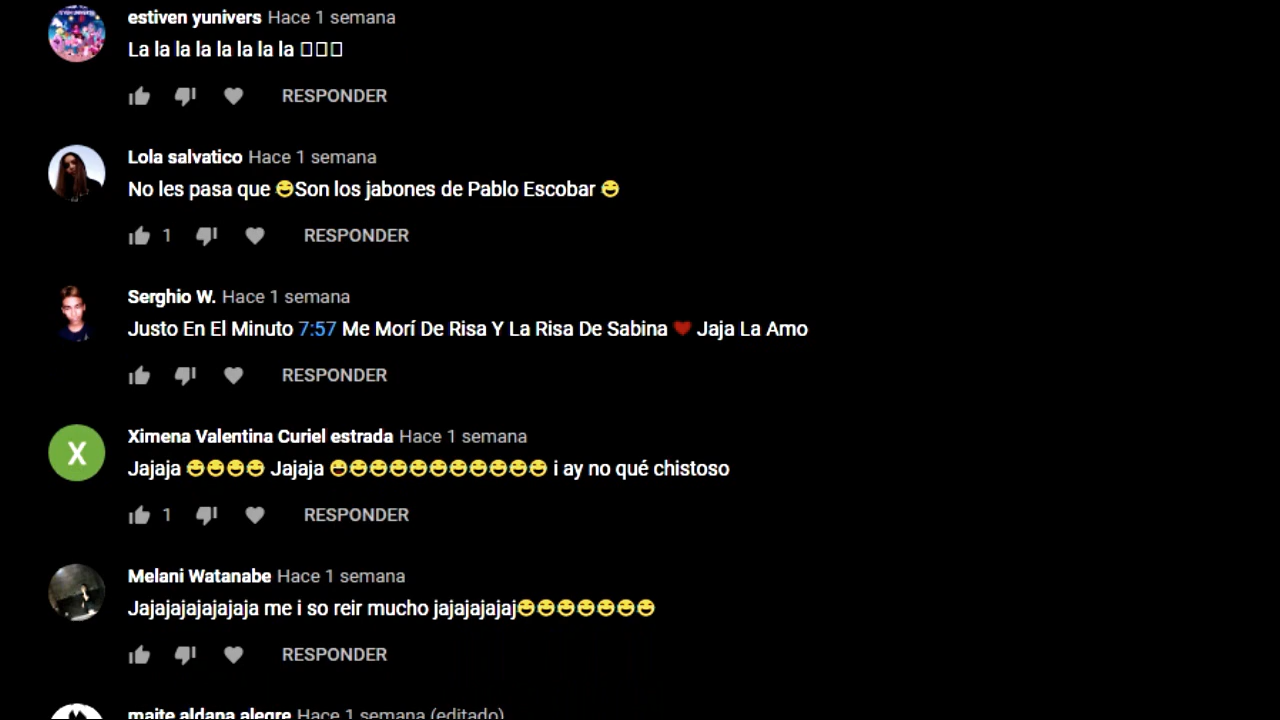 estiven yunivers Hace 1 semana
La la la la la la la la
RESPONDER
Lola salvatico Hace 1 semana
No les pasa que 😂Son los jabones de Pablo Escobar 😂
1 RESPONDER
Serghio W. Hace 1 semana
Justo En El Minuto 7:57 Me Morí De Risa Y La Risa De Sabina ♥ Jaja La Amo
RESPONDER
X
Ximena Valentina Curiel estrada Hace 1 semana
Jajaja 😂😂😂😂 Jajaja 😂😂😂😂😂😂😂😂😂😂😂 i ay no qué chistoso
1 RESPONDER
Melani Watanabe Hace 1 semana
Jajajajajajajaja me i so reir mucho jajajajajaj😂😂😂😂😂😂😂
RESPONDER
maite aldana alegre Hace 1 semana (editado)